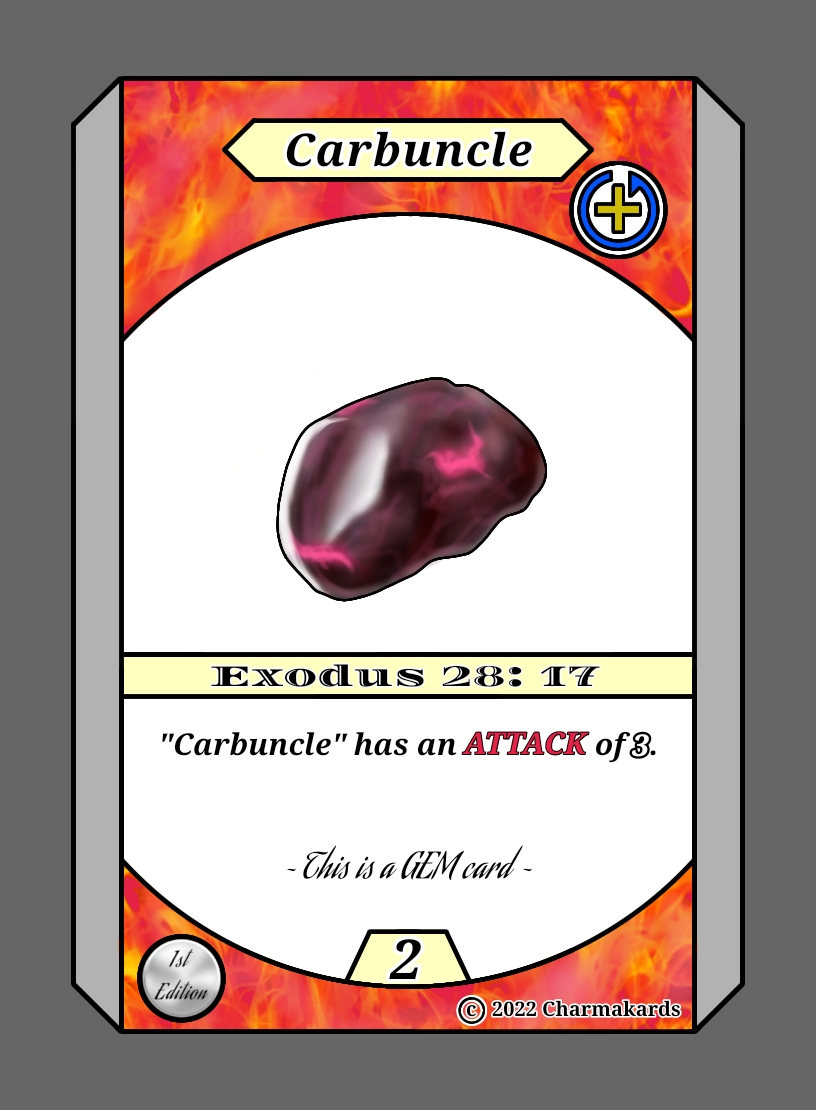 Carbuncle
Exodus 28: 17
"Carbuncle" has an ATTACK of 3.
~ This is a GEM card ~
2
1st
Edition
© 2022 Charmakards